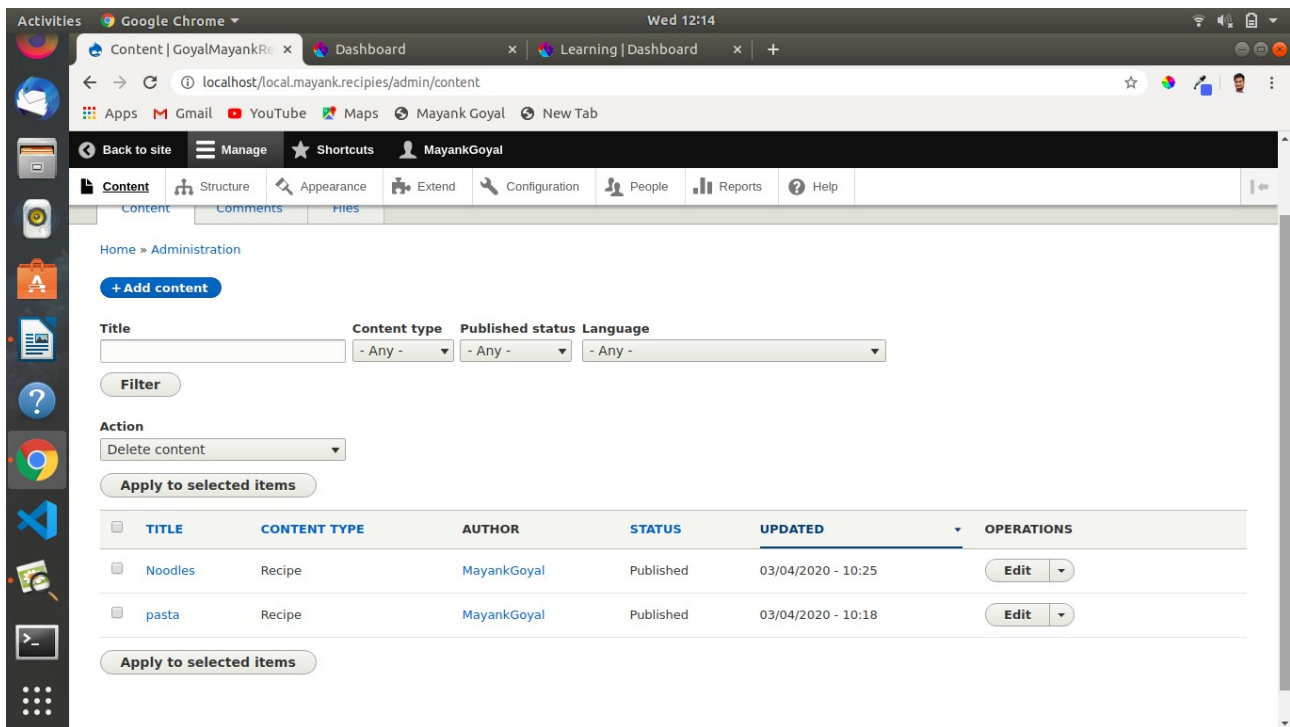 Activities Google Chrome Wed 12:14
Content | GoyalMayankRe Dashboard Learning | Dashboard
localhost/local.mayank.recipies/admin/content
Apps Gmail YouTube Maps Mayank Goyal New Tab
Back to site Manage Shortcuts MayankGoyal
Content Structure Appearance Extend Configuration People Reports Help
Content Comments Files
Home » Administration
+ Add content
Title Content type Published status Language
- Any - - Any - - Any -
Filter
Action
Delete content
Apply to selected items
TITLE CONTENT TYPE AUTHOR STATUS UPDATED OPERATIONS
Noodles Recipe MayankGoyal Published 03/04/2020 - 10:25 Edit
pasta Recipe MayankGoyal Published 03/04/2020 - 10:18 Edit
Apply to selected items